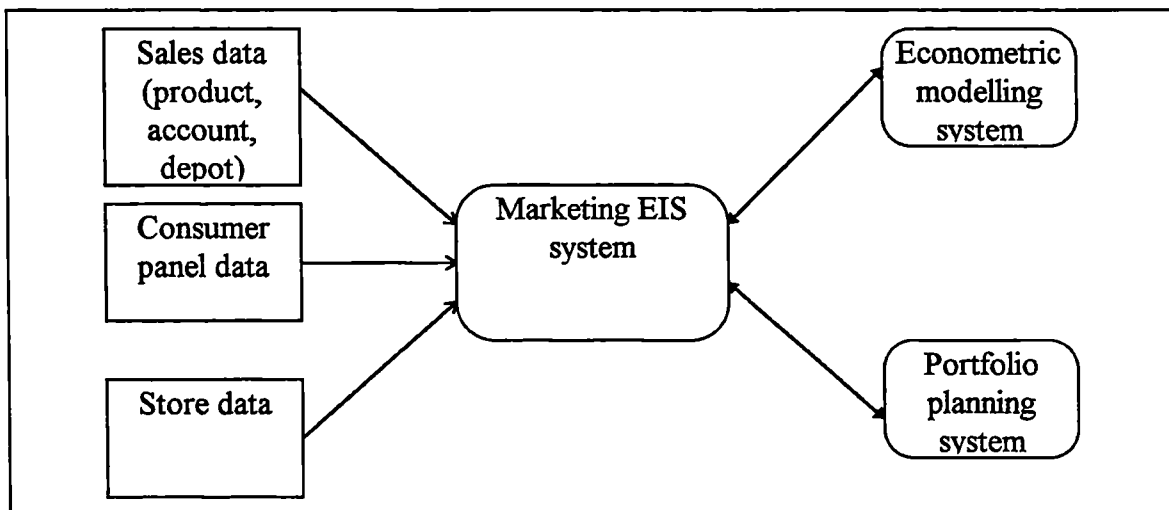 Sales data
(product,
account,
depot)
Consumer
panel data
Store data
Marketing EIS
system
Econometric
modelling
system
Portfolio
planning
system